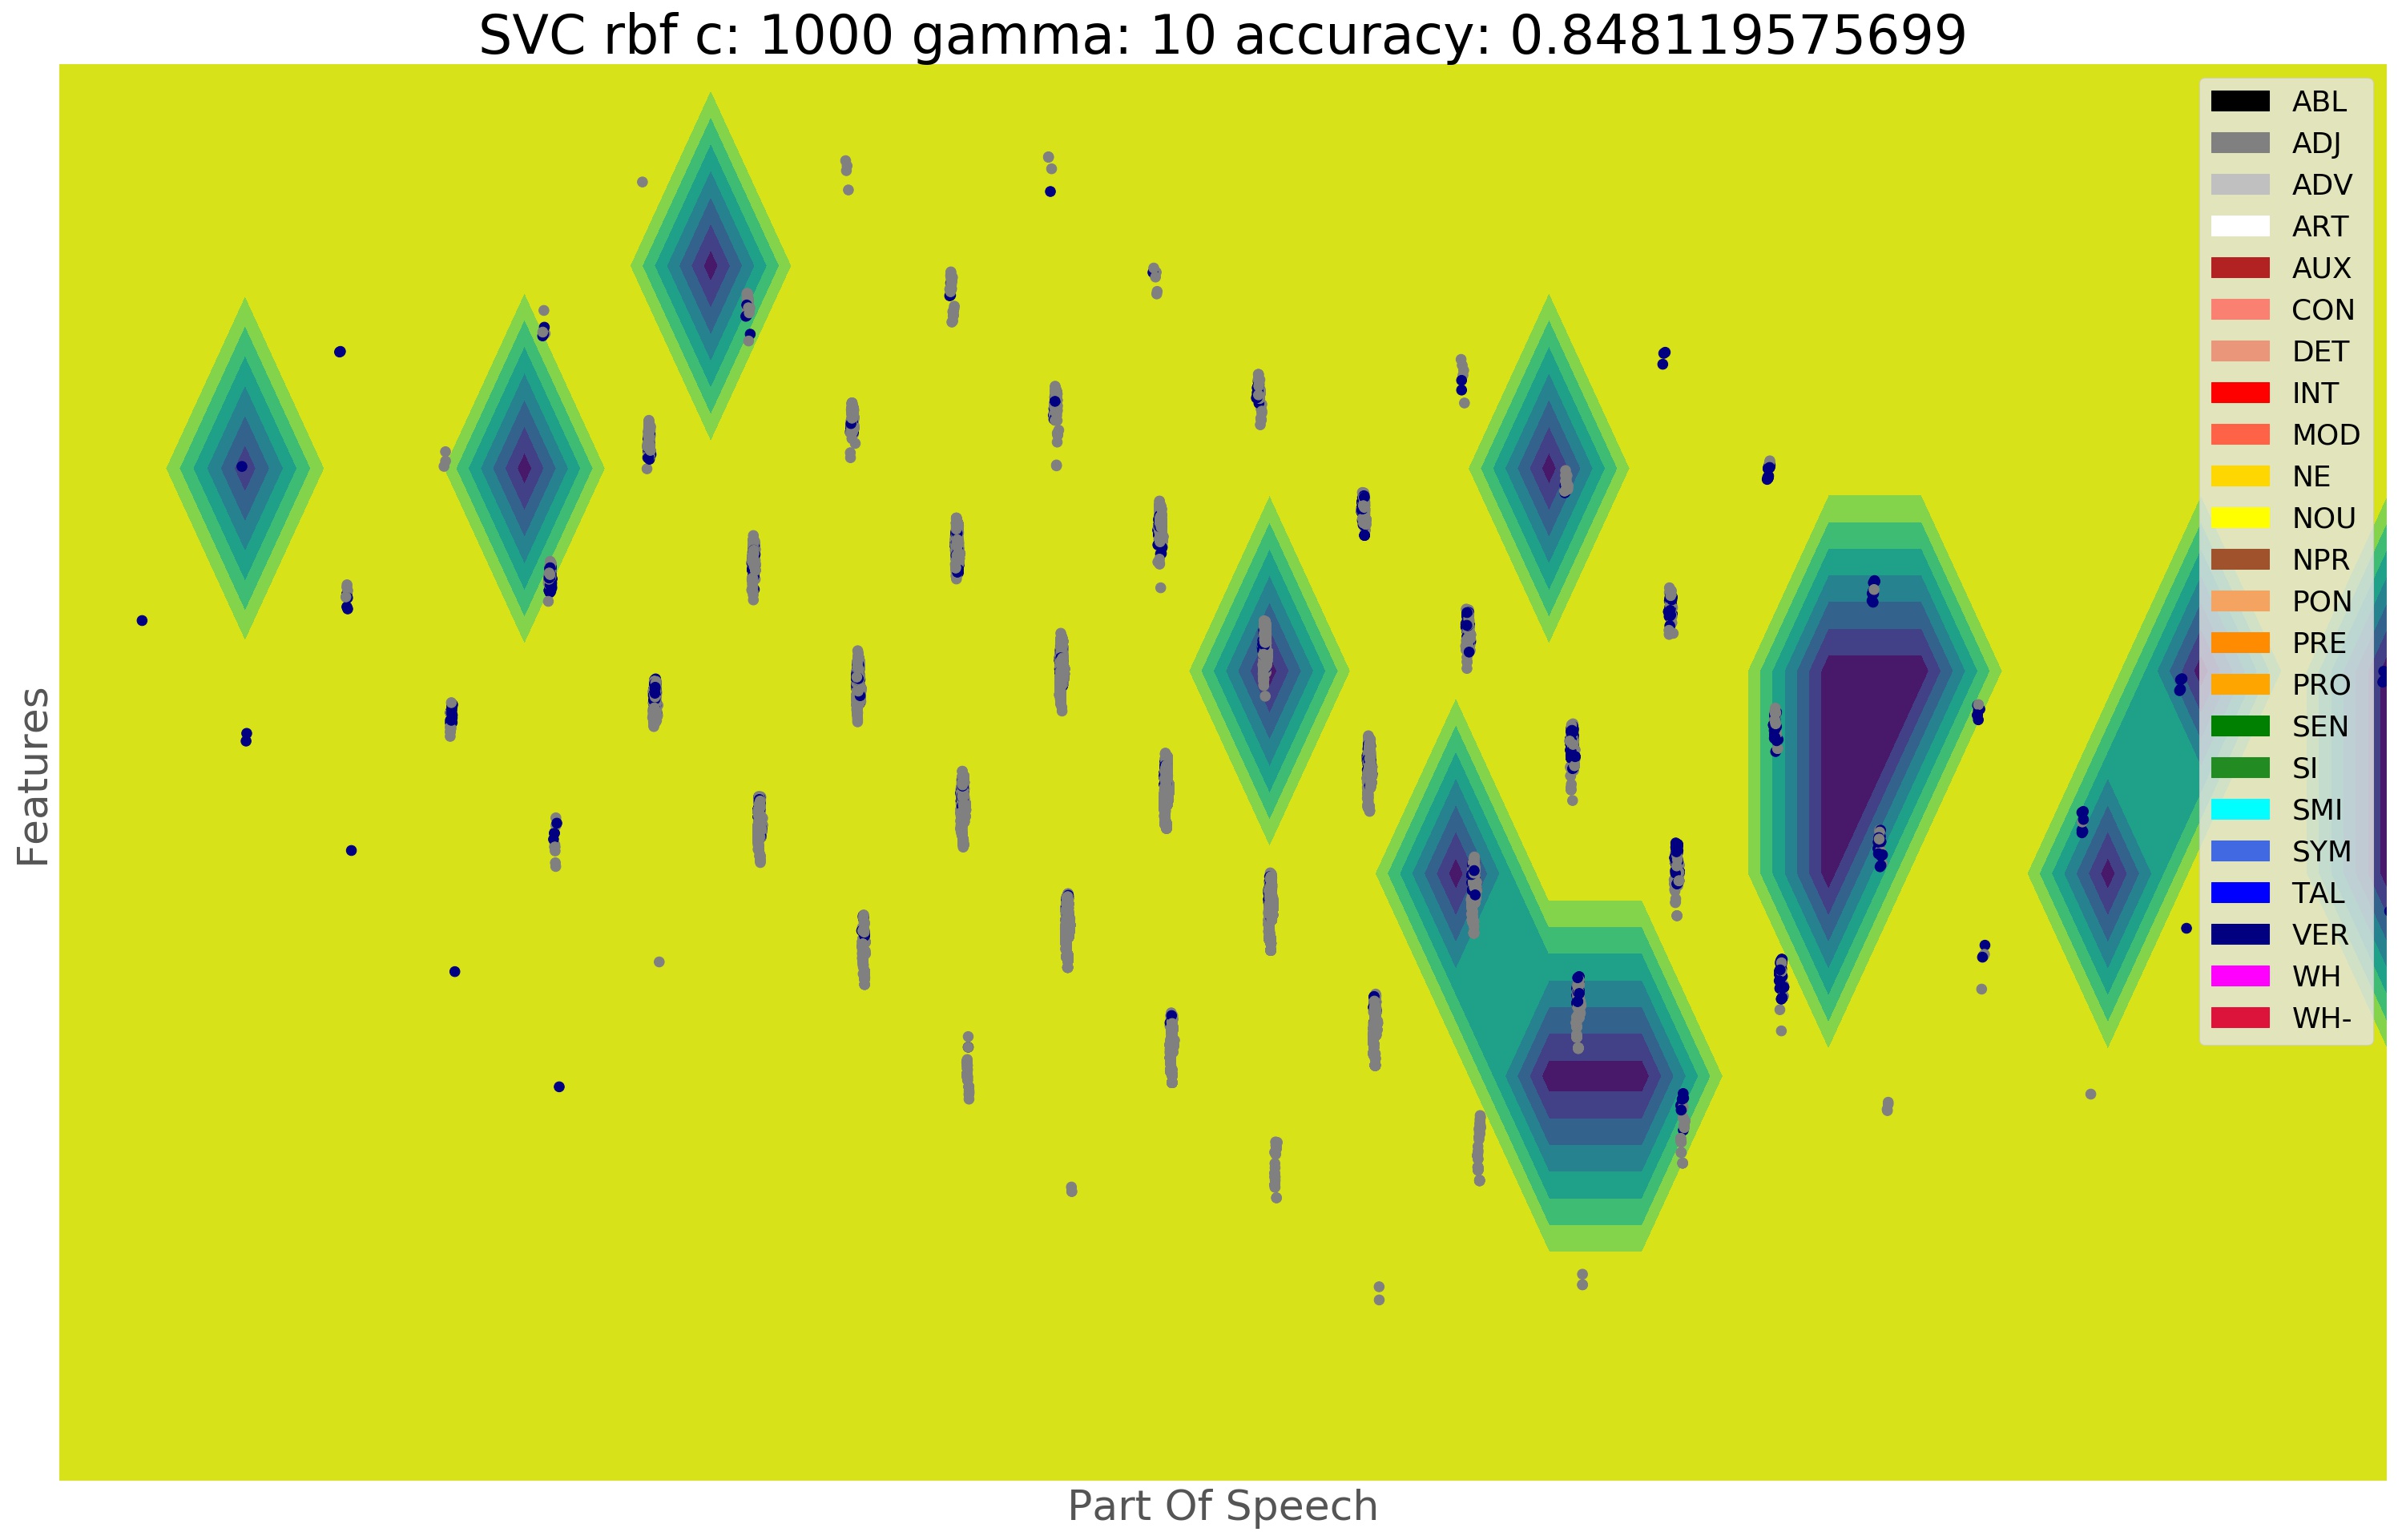 SVC rbf c: 1000 gamma: 10 accuracy: 0.848119575699
ABL
ADJ
ADV
ART
AUX
CON
DET
INT
MOD
NE
NOU
NPR
PON
PRE
PRO
SEN
SI
SMI
SYM
TAL
VER
WH
WH-
Features
Part Of Speech